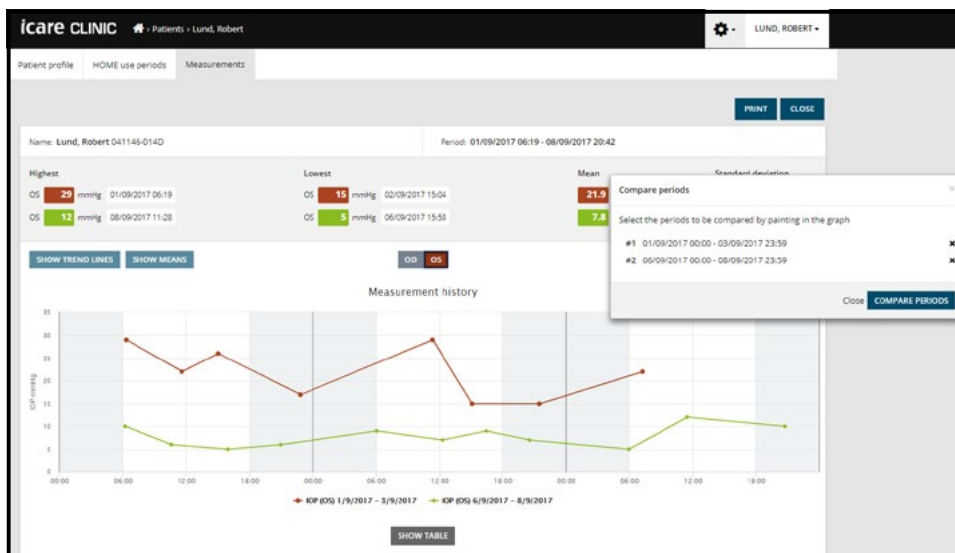 icare CLINIC › Patients › Lund, Robert
LUND, ROBERT
Patient profile HOME use periods Measurements
PRINT CLOSE
Name: Lund, Robert 041146-014D
Period: 01/09/2017 06:19 - 08/09/2017 20:42
Highest Lowest Mean Standard deviation
OS 29 mmHg 01/09/2017 06:19 OS 15 mmHg 02/09/2017 15:04 21.9
OS 12 mmHg 08/09/2017 11:28 OS 5 mmHg 06/09/2017 15:58 7.8
Compare periods ×
Select the periods to be compared by painting in the graph
#1 01/09/2017 00:00 - 03/09/2017 23:59 ×
#2 06/09/2017 00:00 - 08/09/2017 23:59 ×
Close COMPARE PERIODS
SHOW TREND LINES SHOW MEANS OD OS
Measurement history
IOP mmHg
35
30
25
20
15
10
5
0
00:00 06:00 12:00 18:00 00:00 06:00 12:00 18:00 00:00 06:00 12:00 18:00
IOP (OS) 1/9/2017 – 3/9/2017 IOP (OS) 6/9/2017 – 8/9/2017
SHOW TABLE